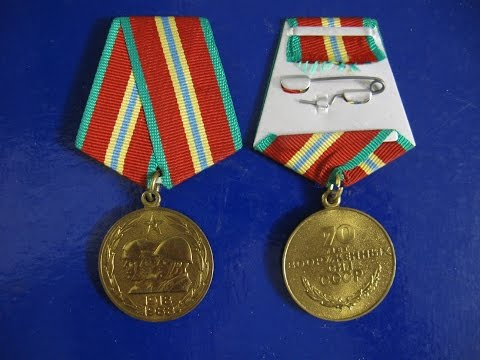 1918
1988
70
ЛЕТ
ВООРУЖЕННЫХ
СИЛ
СССР